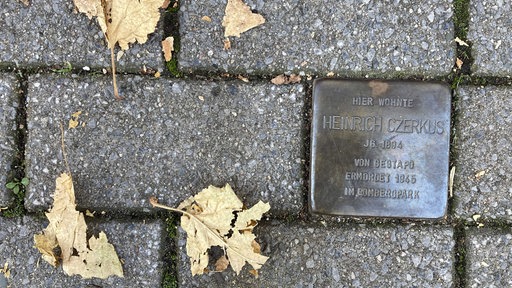 HIER WOHNTE
HEINRICH CZERKUS
JG. 1894
VON GESTAPO
ERMORDET 1945
IM ROMBERGPARK